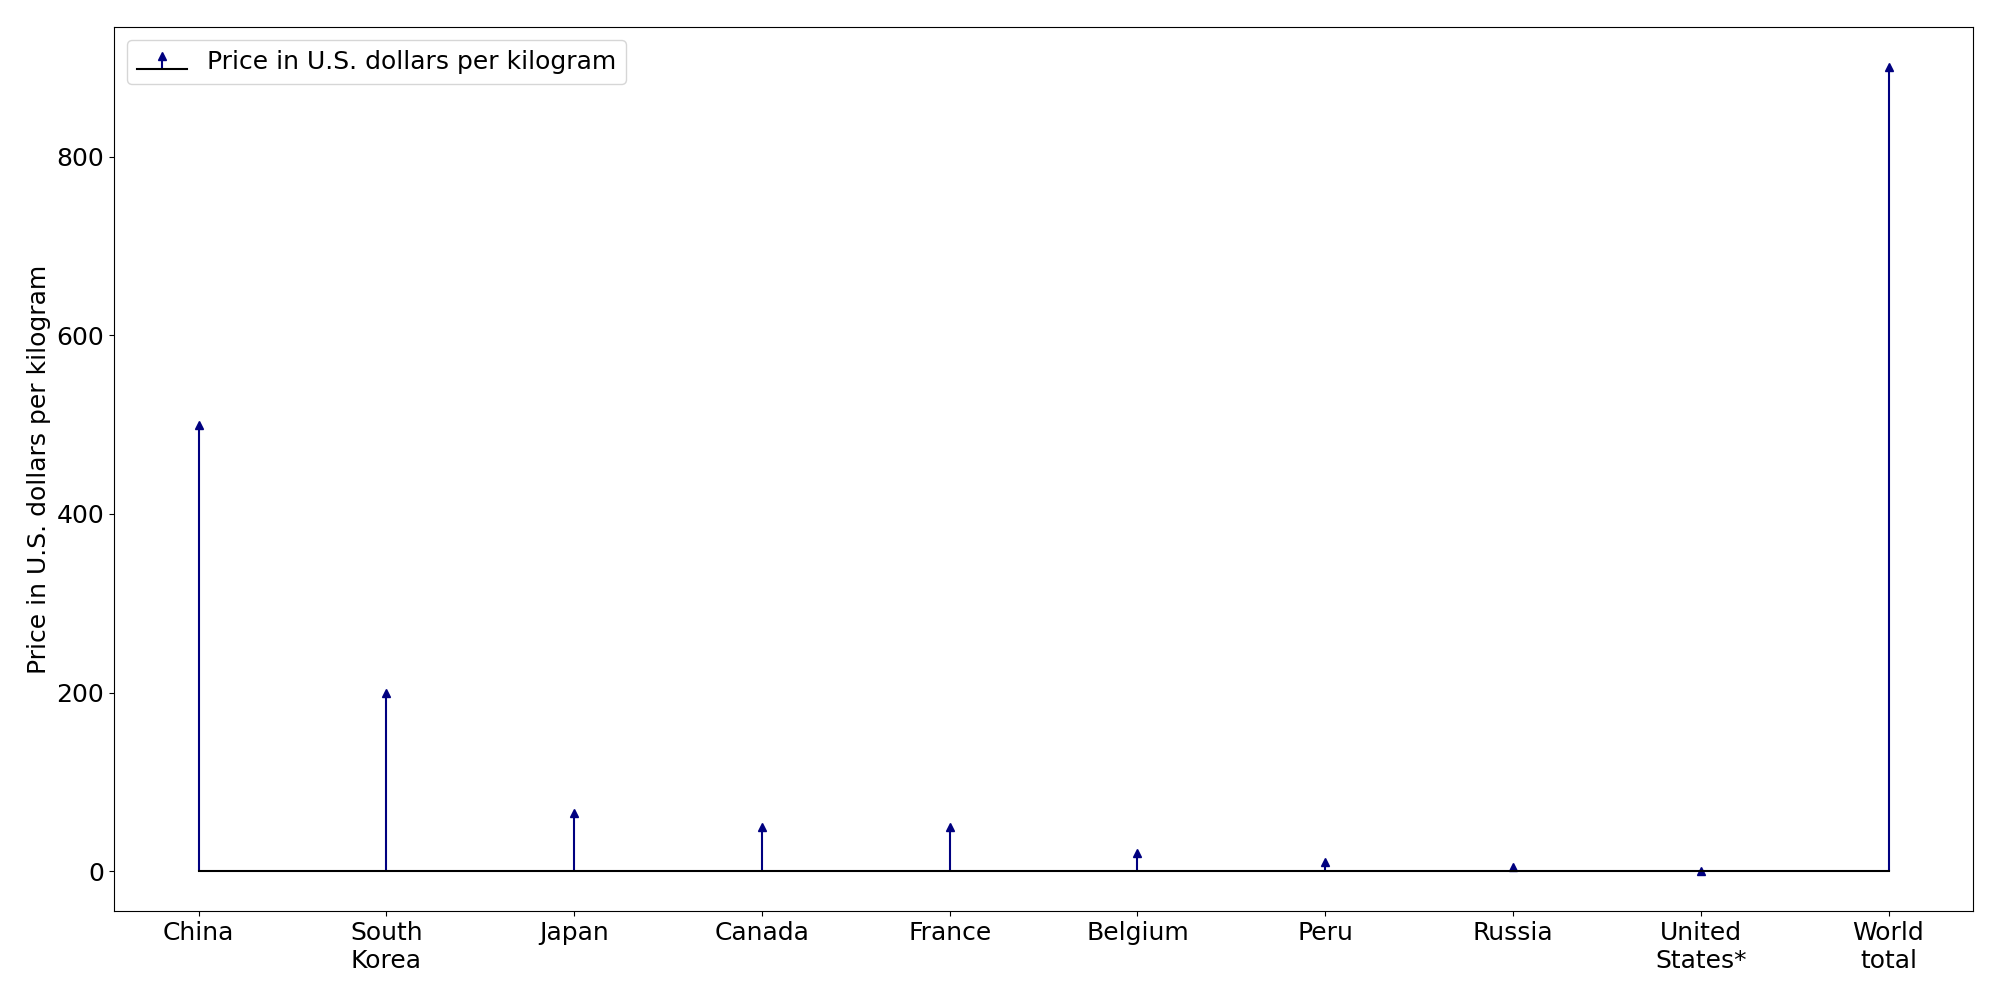 Price in U.S. dollars per kilogram
Price in U.S. dollars per kilogram
800
600
400
200
0
China
South
Korea
Japan
Canada
France
Belgium
Peru
Russia
United
States*
World
total